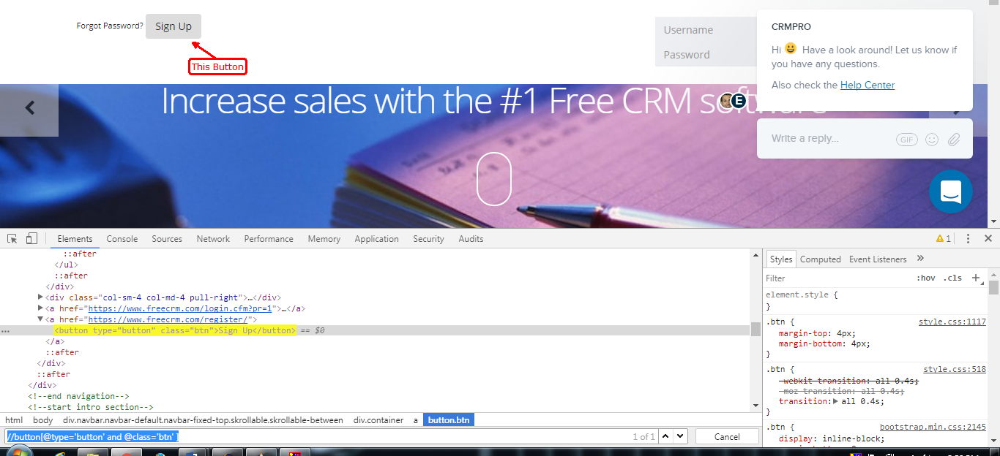 Forgot Password? Sign Up
This Button
Username
Password
CRMPRO
Hi Have a look around! Let us know if
you have any questions.
Also check the Help Center
E
Increase sales with the #1 Free CRM software
Write a reply...
GIF
Elements Console Sources Network Performance Memory Application Security Audits
1
::after
</ul>
::after
</div>
<div class="col-sm-4 col-md-4 pull-right">…</div>
<a href="https://www.freecrm.com/login.cfm?pr=1">…</a>
<a href="https://www.freecrm.com/register/">
... <button type="button" class="btn">Sign Up</button> == $0
</a>
::after
</div>
::after
</div>
<!--end navigation-->
<!--start intro section-->
html body div.navbar.navbar-default.navbar-fixed-top.skrollable.skrollable-between div.container a button.btn
//button[@type='button' and @class='btn' ]
1 of 1
Cancel
Styles Computed Event Listeners »
Filter :hov .cls +
element.style {
}
.btn { style.css:1117
margin-top: 4px;
margin-bottom: 4px;
}
.btn { style.css:518
-webkit-transition: all 0.4s;
-moz-transition: all 0.4s;
transition: all 0.4s;
}
.btn { bootstrap.min.css:2145
display: inline-block;